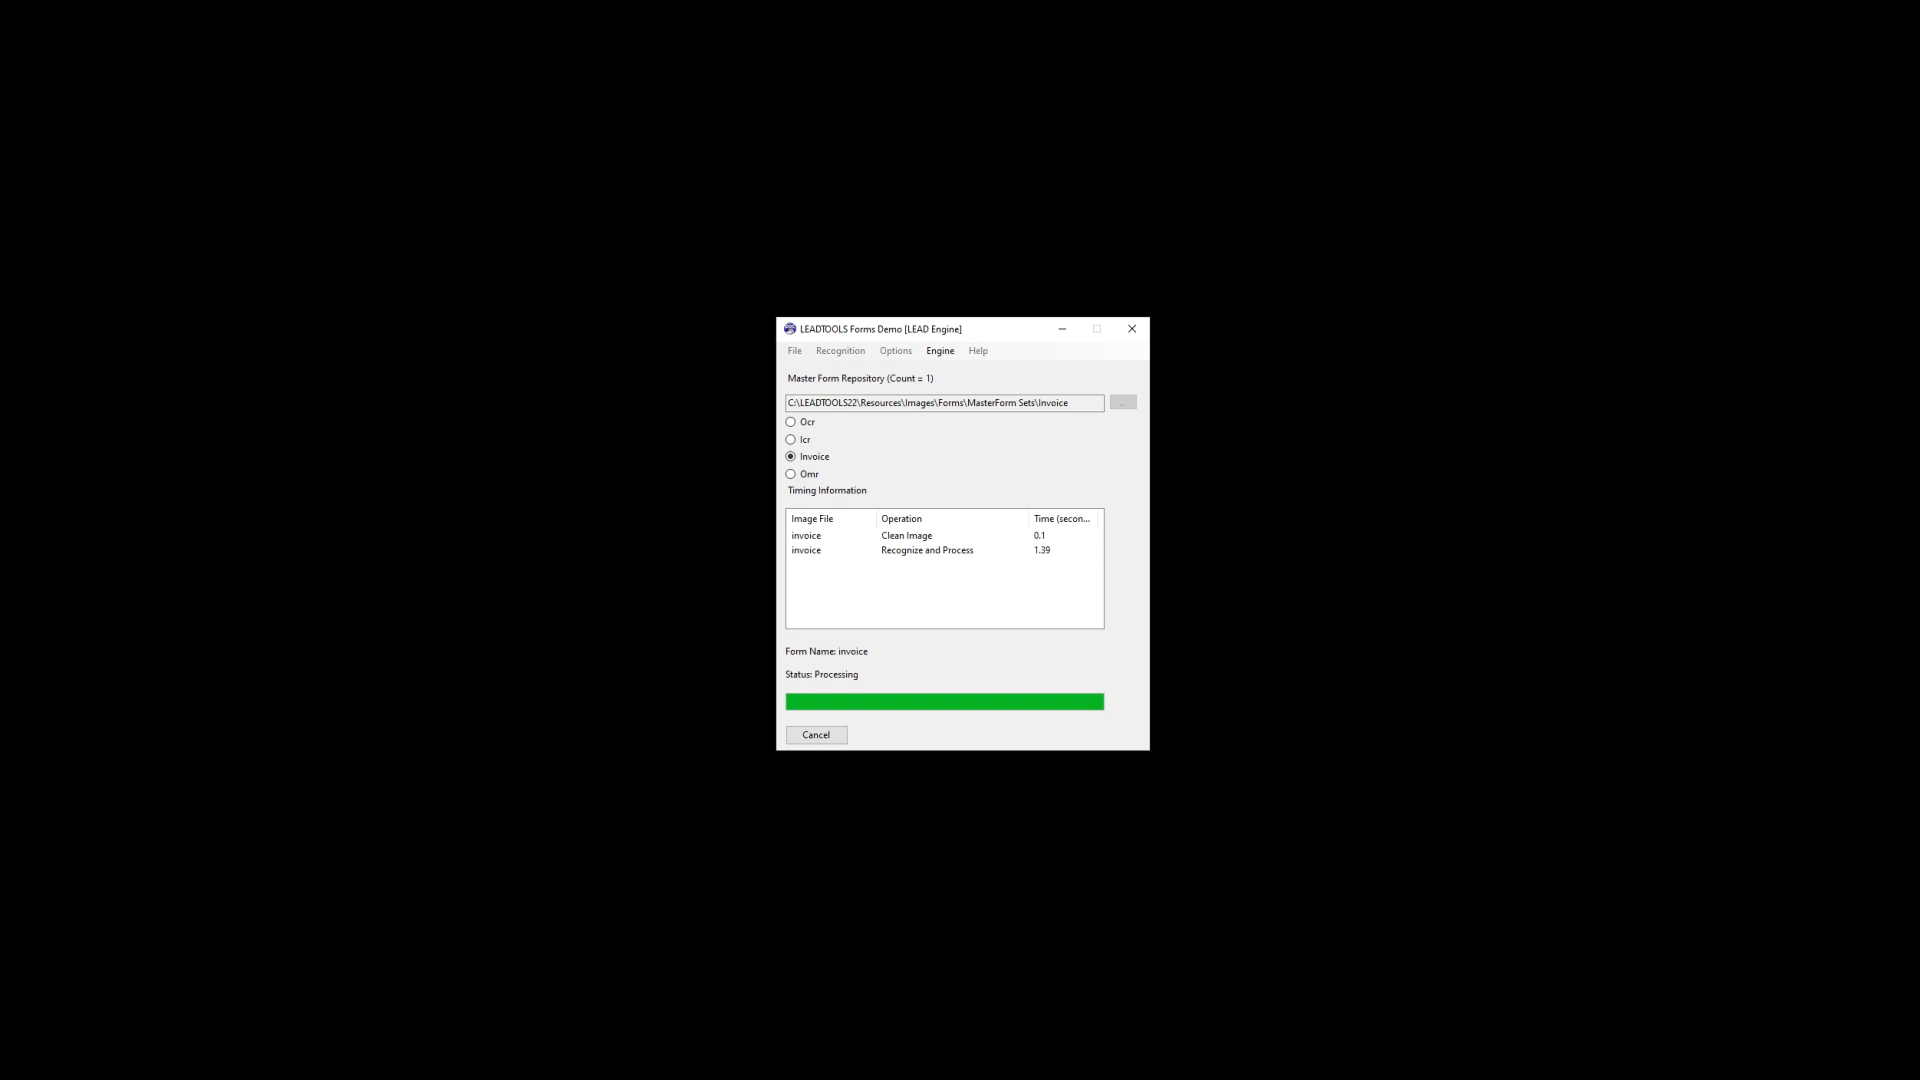 LEADTOOLS Forms Demo [LEAD Engine]
File Recognition Options Engine Help
Master Form Repository (Count = 1)
C:\LEADTOOLS22\Resources\Images\Forms\MasterForm Sets\Invoice ...
Ocr
Icr
Invoice
Omr
Timing Information
Image File Operation Time (secon...
invoice Clean Image 0.1
invoice Recognize and Process 1.39
Form Name: invoice
Status: Processing
Cancel